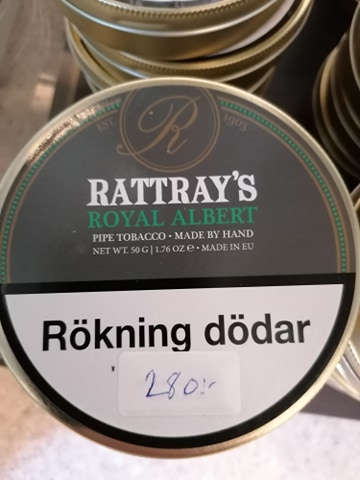 R
EST. 1903
RATTRAY'S
ROYAL ALBERT
PIPE TOBACCO • MADE BY HAND
NET WT. 50 G | 1.76 OZ ℮ • MADE IN EU
Rökning dödar
280:-